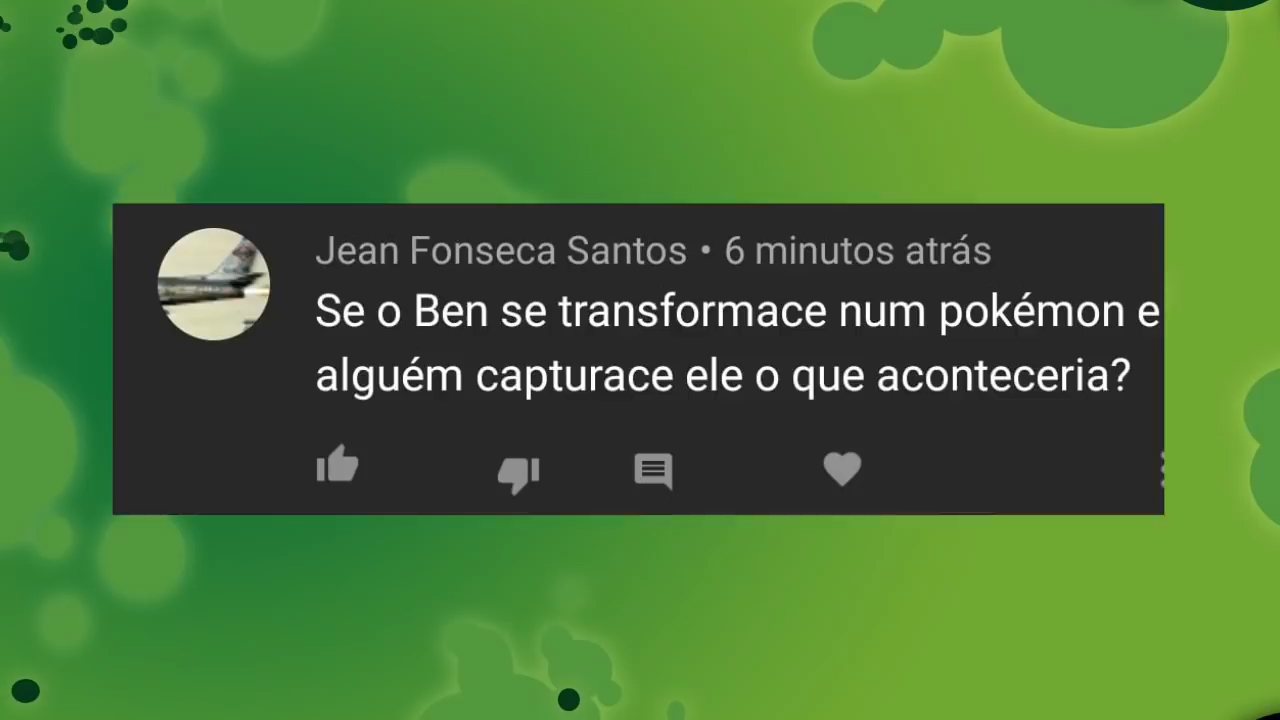 Jean Fonseca Santos • 6 minutos atrás
Se o Ben se transformace num pokémon e
alguém capturace ele o que aconteceria?